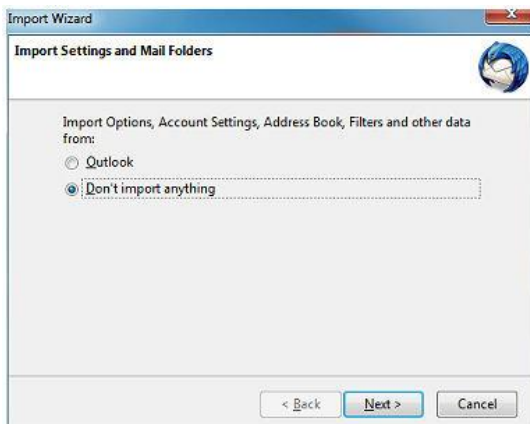 Import Wizard
Import Settings and Mail Folders
Import Options, Account Settings, Address Book, Filters and other data
from:
Outlook
Don't import anything
< Back Next > Cancel